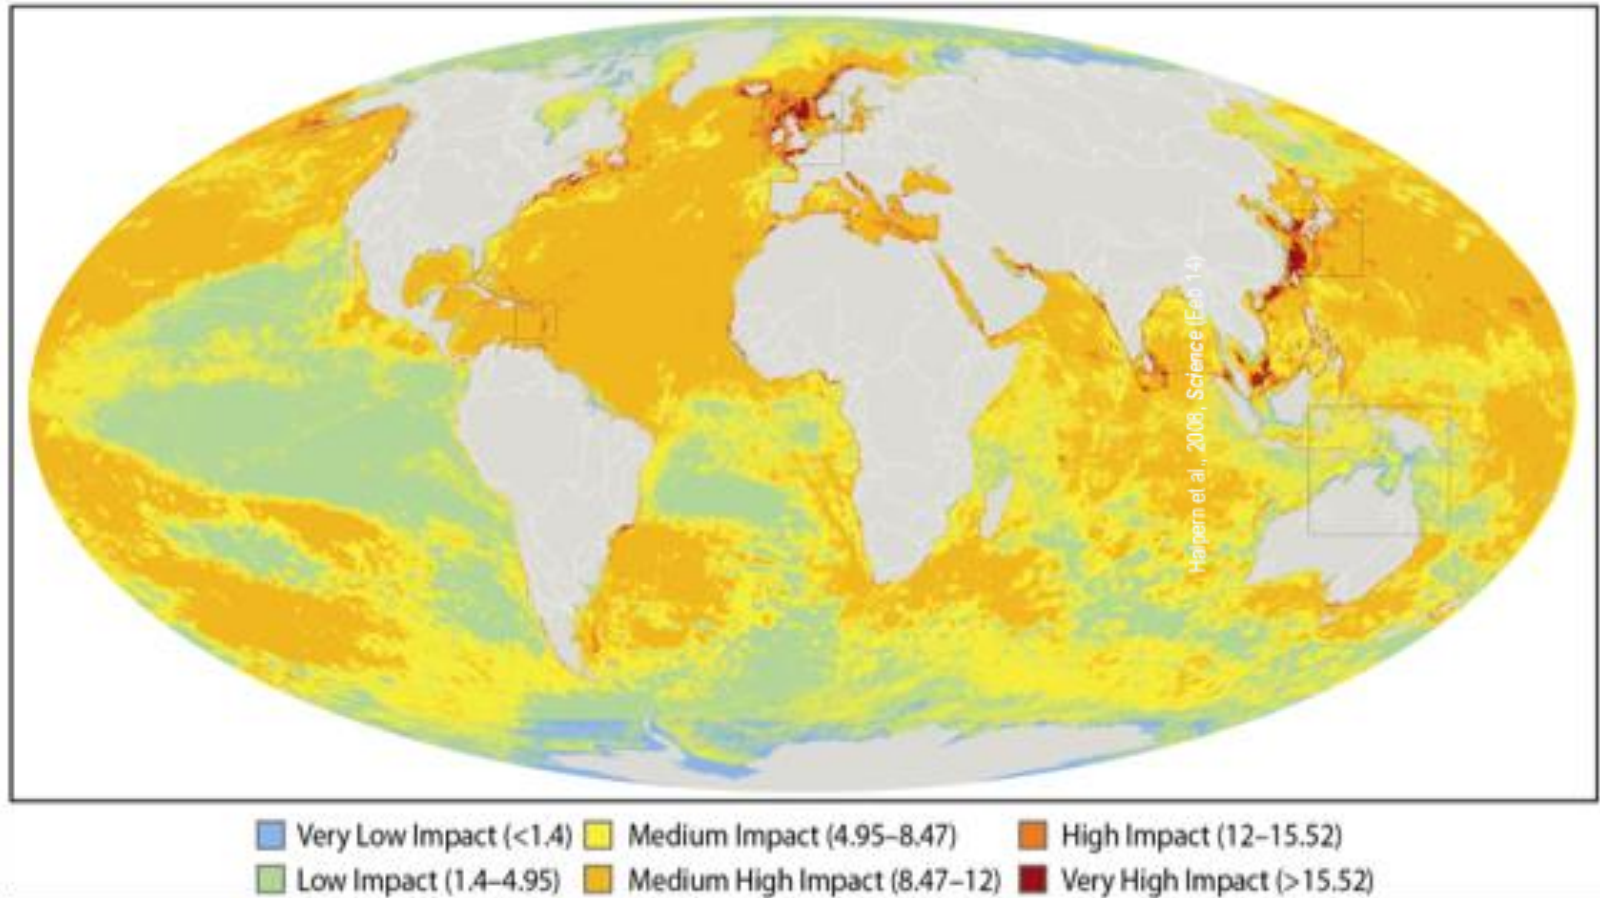 Halpern et al., 2008, Science (Feb 14)
Very Low Impact (<1.4)
Medium Impact (4.95–8.47)
High Impact (12–15.52)
Low Impact (1.4–4.95)
Medium High Impact (8.47–12)
Very High Impact (>15.52)